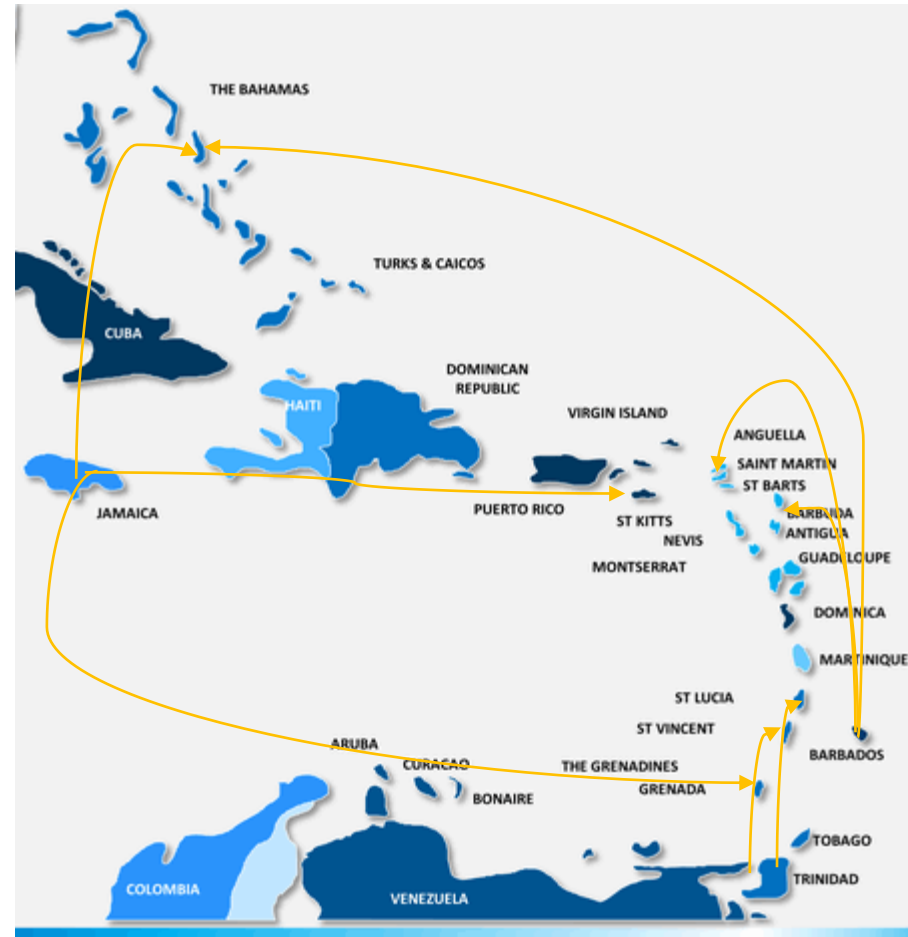 THE BAHAMAS
TURKS & CAICOS
CUBA
DOMINICAN
REPUBLIC
HAITI
VIRGIN ISLAND
ANGUELLA
SAINT MARTIN
ST BARTS
JAMAICA
PUERTO RICO
ST KITTS
BARBUDA
NEVIS
ANTIGUA
MONTSERRAT
GUADELOUPE
DOMINICA
MARTINIQUE
ST LUCIA
ST VINCENT
BARBADOS
ARUBA
CURACAO
THE GRENADINES
BONAIRE
GRENADA
TOBAGO
TRINIDAD
COLOMBIA
VENEZUELA